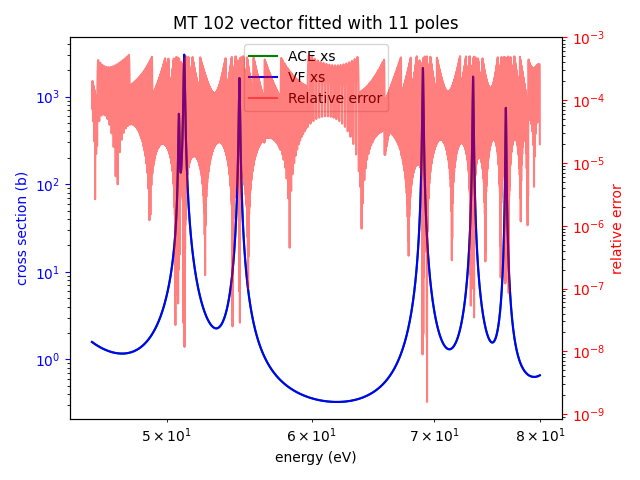 MT 102 vector fitted with 11 poles
ACE xs
VF xs
Relative error
cross section (b)
10³
10²
10¹
10⁰
relative error
10⁻³
10⁻⁴
10⁻⁵
10⁻⁶
10⁻⁷
10⁻⁸
10⁻⁹
5 × 10¹
6 × 10¹
7 × 10¹
8 × 10¹
energy (eV)